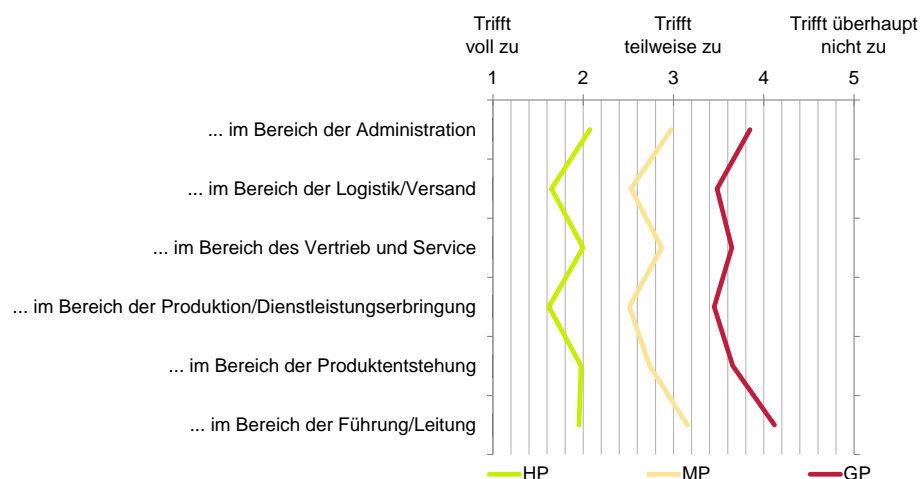 Trifft
voll zu
Trifft
teilweise zu
Trifft überhaupt
nicht zu
1 2 3 4 5
... im Bereich der Administration
... im Bereich der Logistik/Versand
... im Bereich des Vertrieb und Service
... im Bereich der Produktion/Dienstleistungserbringung
... im Bereich der Produktentstehung
... im Bereich der Führung/Leitung
HP MP GP